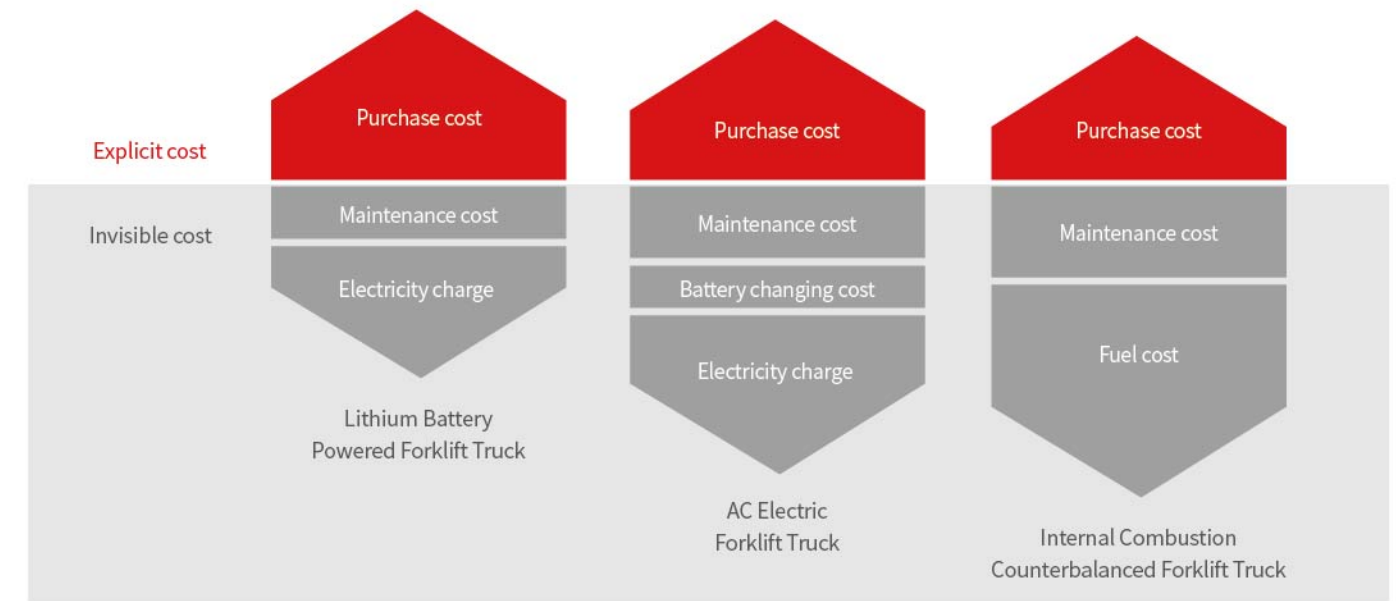 Explicit cost
Invisible cost
Purchase cost
Maintenance cost
Electricity charge
Lithium Battery
Powered Forklift Truck
Purchase cost
Maintenance cost
Battery changing cost
Electricity charge
AC Electric
Forklift Truck
Purchase cost
Maintenance cost
Fuel cost
Internal Combustion
Counterbalanced Forklift Truck